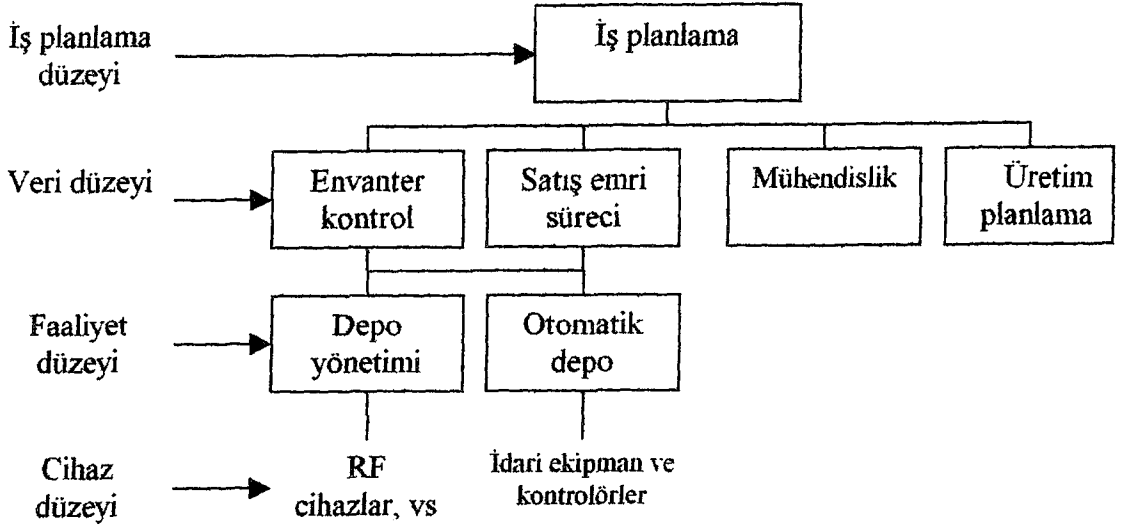 İş planlama
düzeyi
İş planlama
Veri düzeyi
Envanter
kontrol
Satış emri
süreci
Mühendislik
Üretim
planlama
Faaliyet
düzeyi
Depo
yönetimi
Otomatik
depo
Cihaz
düzeyi
RF
cihazlar, vs
İdari ekipman ve
kontrolörler